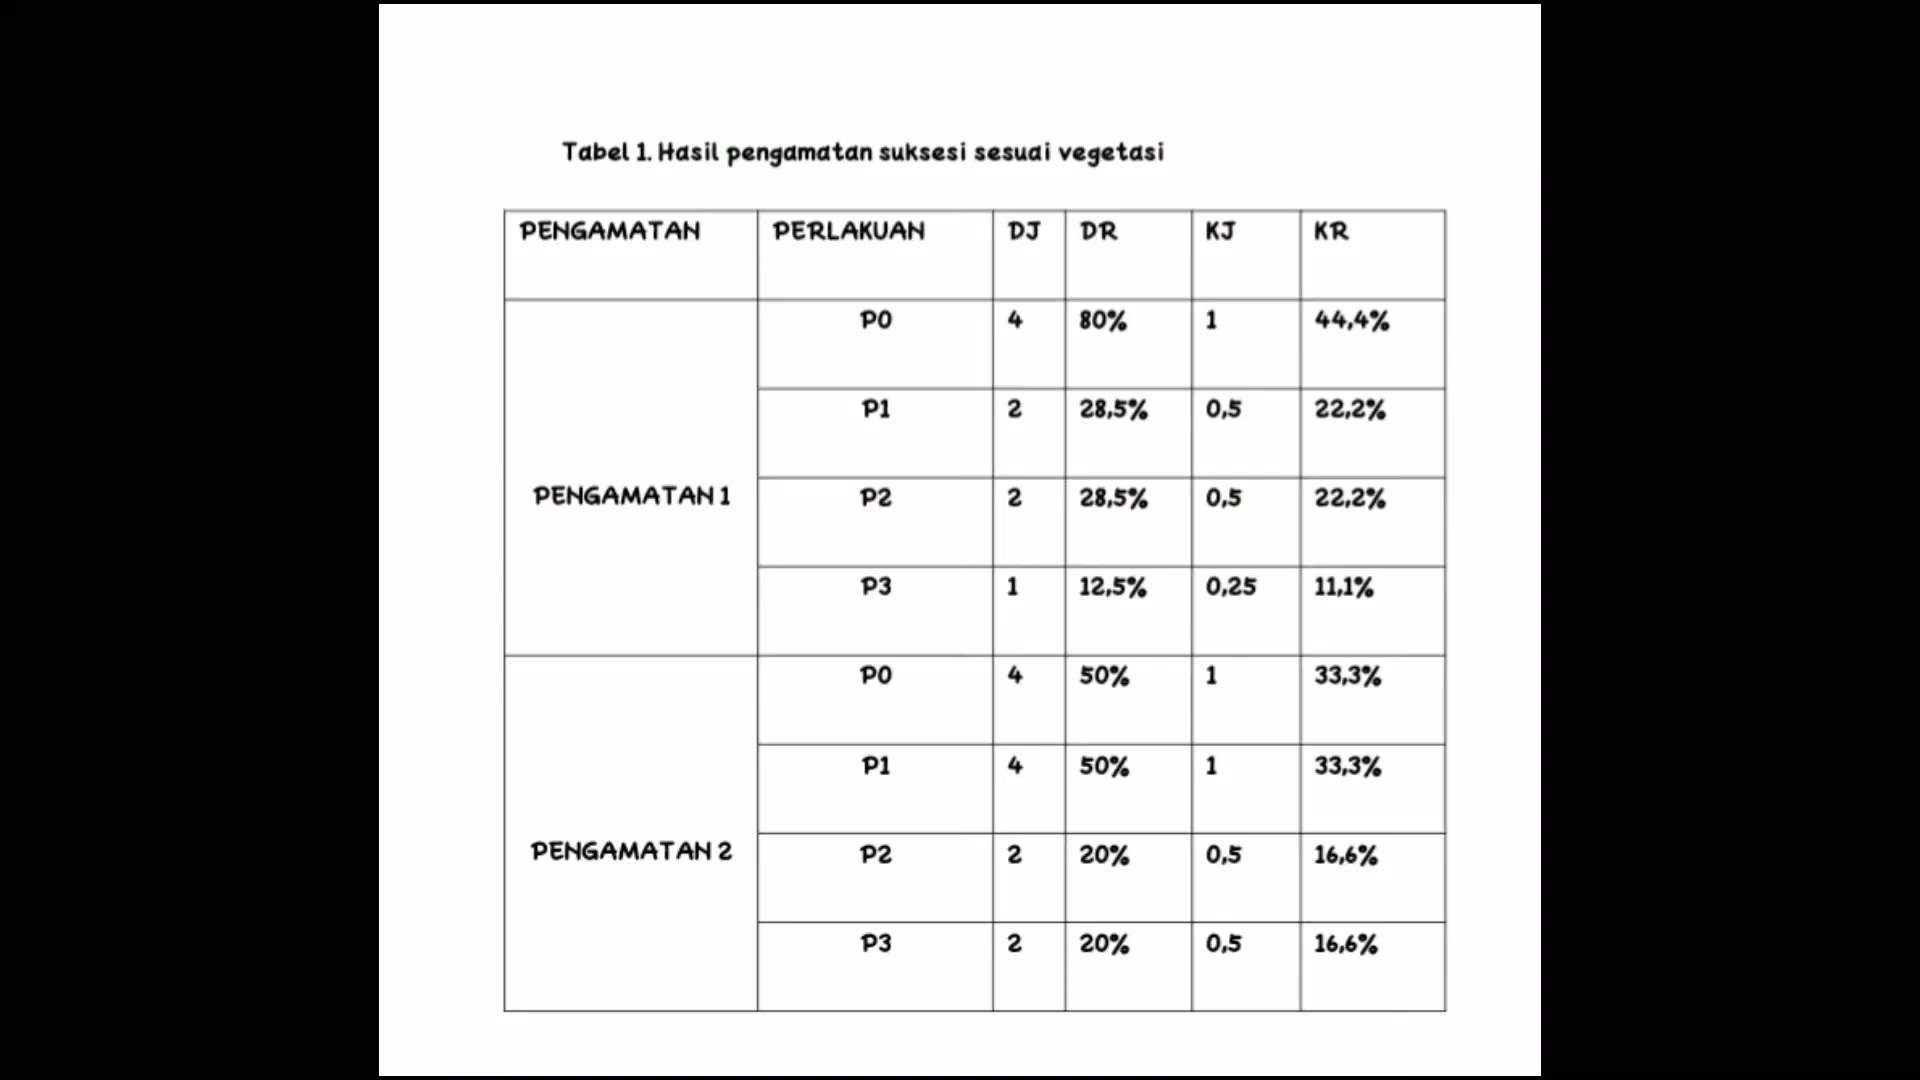 Tabel 1. Hasil pengamatan suksesi sesuai vegetasi
PENGAMATAN PERLAKUAN DJ DR KJ KR
PENGAMATAN 1
P0 4 80% 1 44,4%
P1 2 28,5% 0,5 22,2%
P2 2 28,5% 0,5 22,2%
P3 1 12,5% 0,25 11,1%
PENGAMATAN 2
P0 4 50% 1 33,3%
P1 4 50% 1 33,3%
P2 2 20% 0,5 16,6%
P3 2 20% 0,5 16,6%